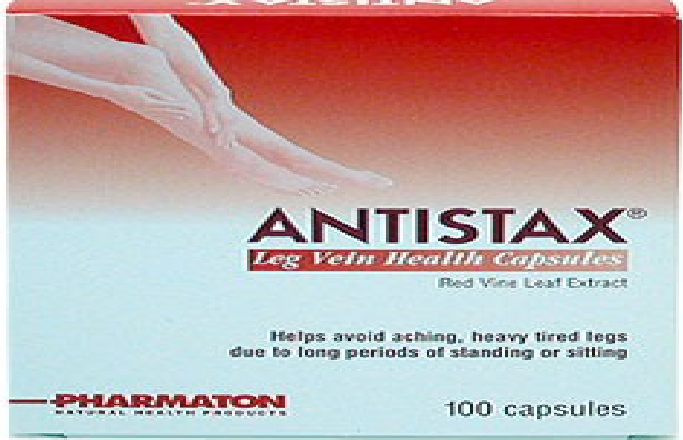 ANTISTAX
ANTISTAX®
Leg Vein Health Capsules
Red Vine Leaf Extract
Helps avoid aching, heavy tired legs
due to long periods of standing or sitting
PHARMATON
NATURAL HEALTH PRODUCTS
100 capsules